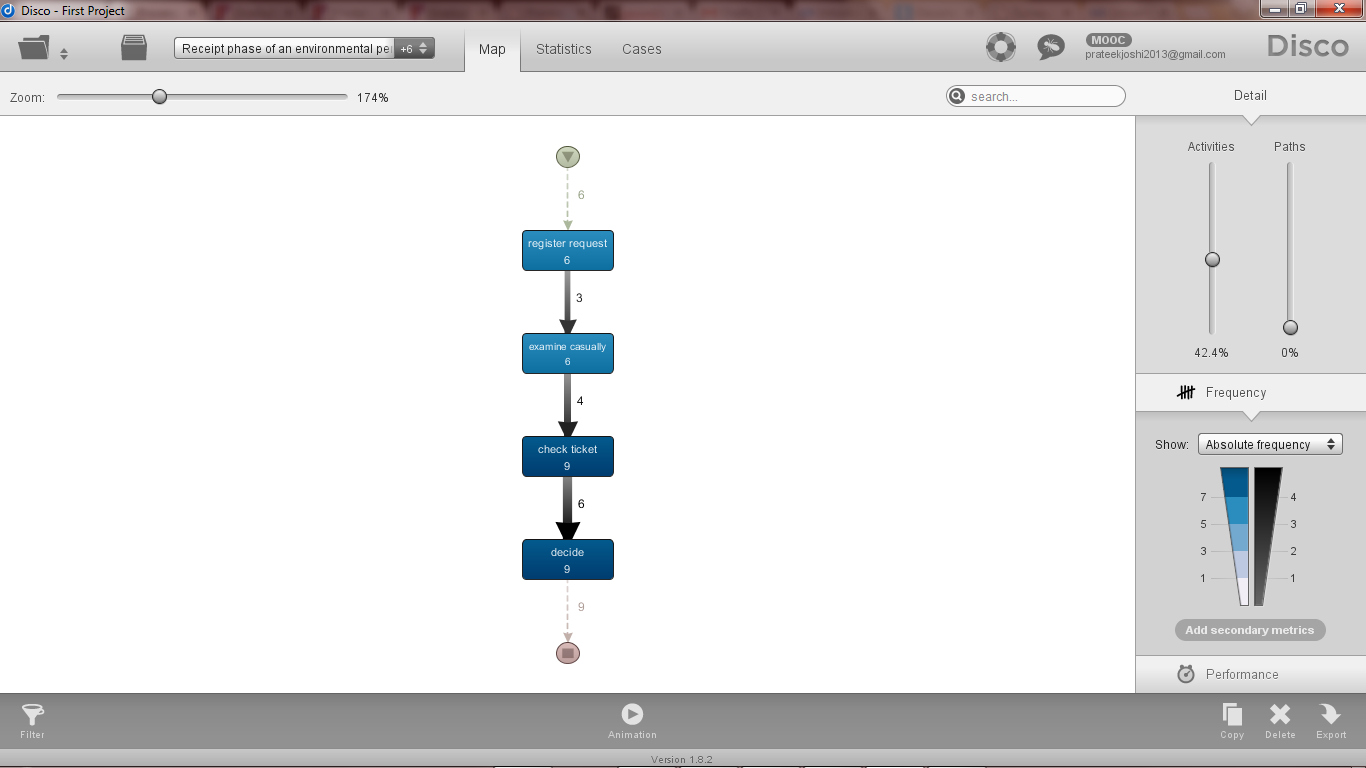 Disco - First Project
Receipt phase of an environmental pe +6
Map Statistics Cases
MOOC
prateekjoshi2013@gmail.com
Disco
Zoom: 174%
search...
Detail
6
register request
6
3
examine casually
6
4
check ticket
9
6
decide
9
9
Activities Paths
42.4% 0%
Frequency
Show: Absolute frequency
7 4
5 3
3 2
1 1
Add secondary metrics
Performance
Filter
Animation
Copy Delete Export
Version 1.8.2